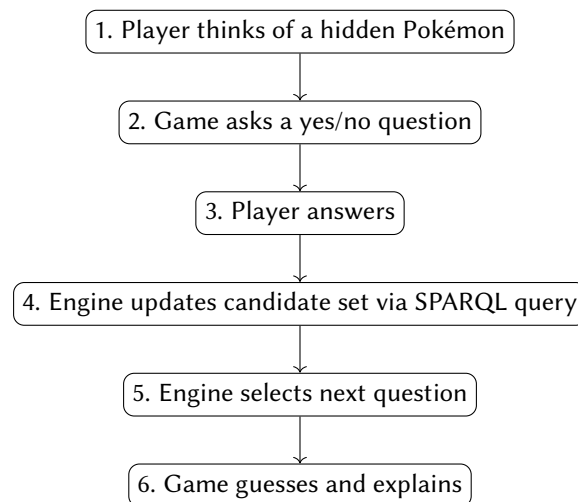 1. Player thinks of a hidden Pokémon
2. Game asks a yes/no question
3. Player answers
4. Engine updates candidate set via SPARQL query
5. Engine selects next question
6. Game guesses and explains